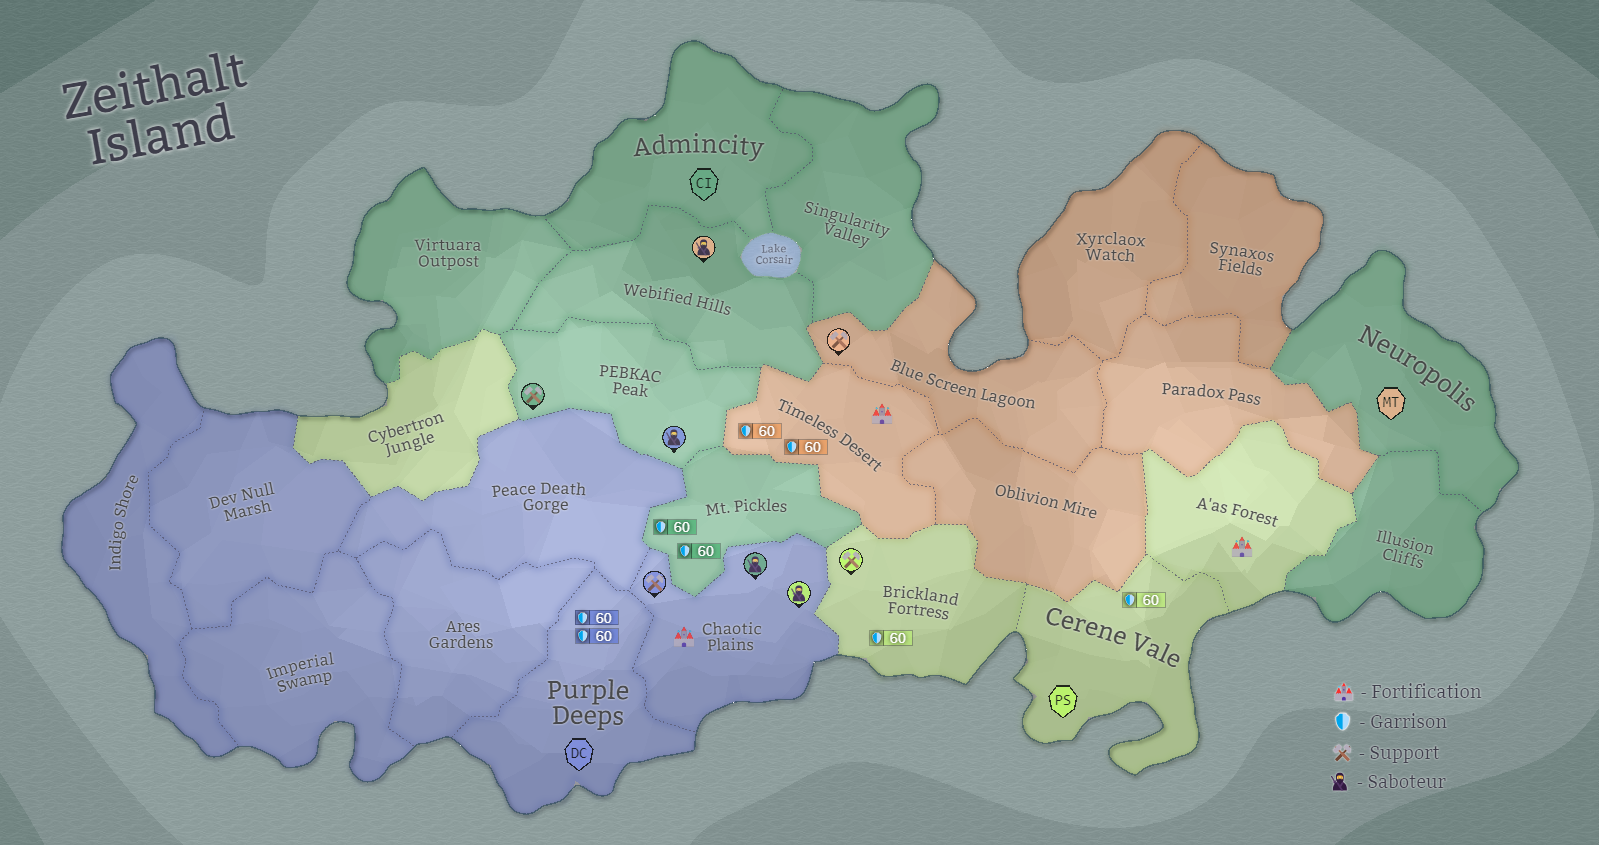 Zeithalt
Island
Admincity
CI
Singularity
Valley
Virtuara
Outpost
Lake
Corsair
Webified Hills
Xyrclaox
Watch
Synaxos
Fields
Neuropolis
MT
PEBKAC
Peak
Blue Screen Lagoon
Paradox Pass
Timeless Desert
60
60
Cybertron
Jungle
Indigo Shore
Dev Null
Marsh
Peace Death
Gorge
Mt. Pickles
60
60
Oblivion Mire
A'as Forest
Illusion
Cliffs
Brickland
Fortress
60
60
Cerene Vale
PS
Ares
Gardens
60
60
Chaotic
Plains
Imperial
Swamp
Purple
Deeps
DC
- Fortification
- Garrison
- Support
- Saboteur